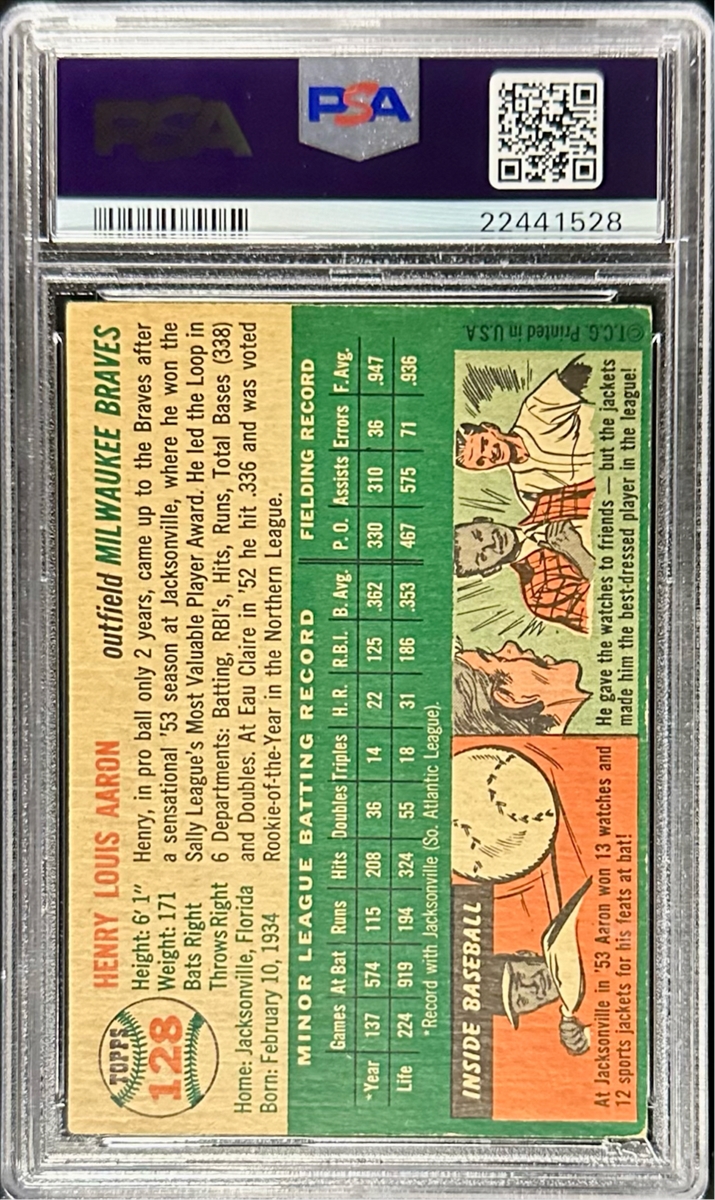 PSA
PSA
22441528
TOPPS
128
HENRY LOUIS AARON
outfield MILWAUKEE BRAVES
Height: 6' 1"
Weight: 171
Bats Right
Throws Right
Home: Jacksonville, Florida
Born: February 10, 1934
Henry, in pro ball only 2 years, came up to the Braves after
a sensational '53 season at Jacksonville, where he won the
Sally League's Most Valuable Player Award. He led the Loop in
6 Departments: Batting, RBI's, Hits, Runs, Total Bases (338)
and Doubles. At Eau Claire in '52 he hit .336 and was voted
Rookie-of-the-Year in the Northern League.
MINOR LEAGUE BATTING RECORD FIELDING RECORD
Games At Bat Runs Hits Doubles Triples H.R. R.B.I. B. Avg. P. O. Assists Errors F. Avg.
*Year 137 574 115 208 36 14 22 125 .362 330 310 36 .947
Life 224 919 194 324 55 18 31 186 .353 467 575 71 .936
*Record with Jacksonville (So. Atlantic League).
INSIDE BASEBALL
At Jacksonville in '53 Aaron won 13 watches and
12 sports jackets for his feats at bat!
He gave the watches to friends — but the jackets
made him the best-dressed player in the league!
©T.C.G. Printed in U.S.A.